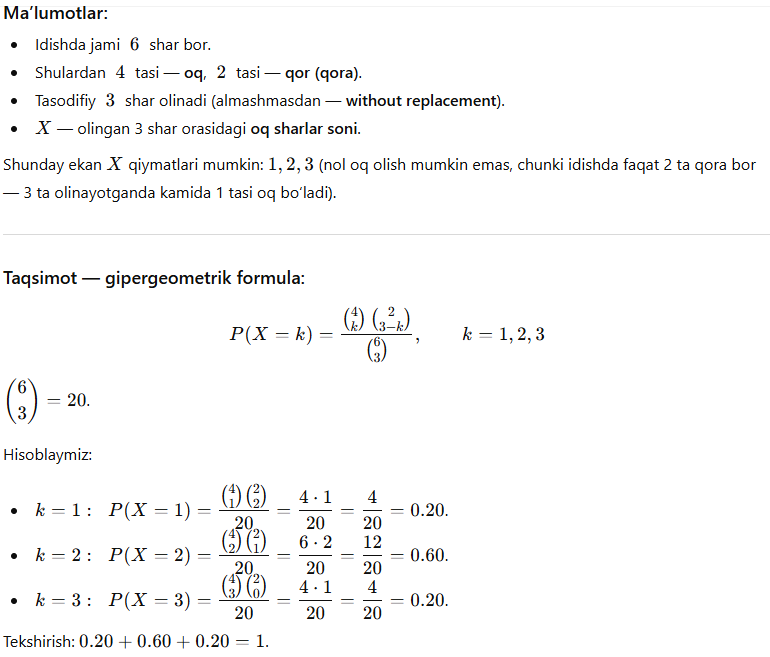 Ma'lumotlar:
• Idishda jami 6 shar bor.
• Shulardan 4 tasi — oq, 2 tasi — qor (qora).
• Tasodifiy 3 shar olinadi (almashmasdan — without replacement).
• X — olingan 3 shar orasidagi oq sharlar soni.
Shunday ekan X qiymatlari mumkin: 1, 2, 3 (nol oq olish mumkin emas, chunki idishda faqat 2 ta qora bor
— 3 ta olinayotganda kamida 1 tasi oq bo'ladi).
Taqsimot — gipergeometrik formula:
P(X = k) = \frac{\binom{4}{k}\binom{2}{3-k}}{\binom{6}{3}}, k = 1, 2, 3
\binom{6}{3} = 20.
Hisoblaymiz:
• k = 1 : P(X = 1) = \frac{\binom{4}{1}\binom{2}{2}}{20} = \frac{4 \cdot 1}{20} = \frac{4}{20} = 0.20.
• k = 2 : P(X = 2) = \frac{\binom{4}{2}\binom{2}{1}}{20} = \frac{6 \cdot 2}{20} = \frac{12}{20} = 0.60.
• k = 3 : P(X = 3) = \frac{\binom{4}{3}\binom{2}{0}}{20} = \frac{4 \cdot 1}{20} = \frac{4}{20} = 0.20.
Tekshirish: 0.20 + 0.60 + 0.20 = 1.